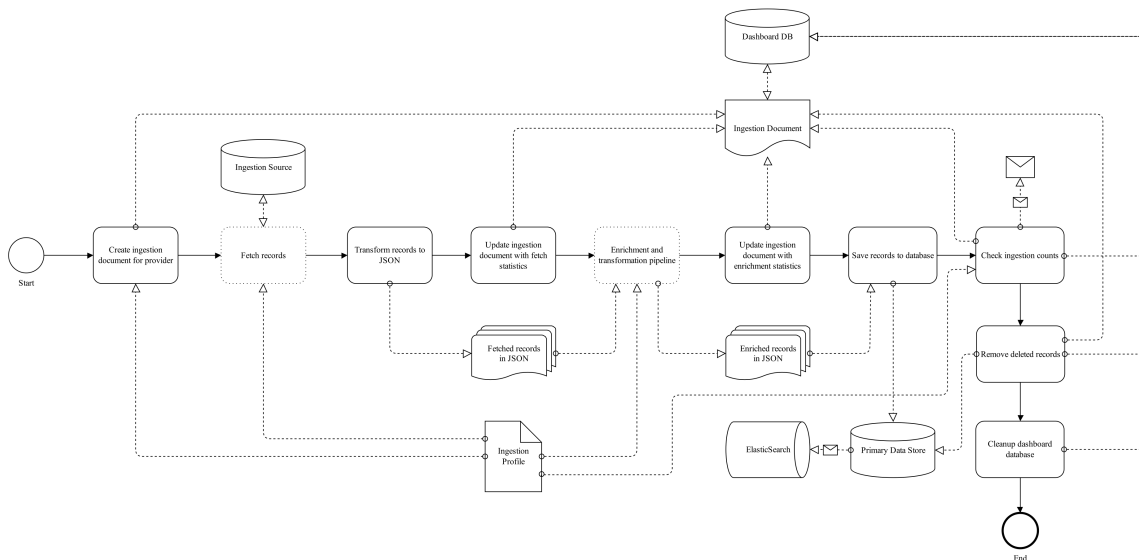 Dashboard DB
Ingestion Document
Ingestion Source
Start
Create ingestion
document for provider
Fetch records
Transform records to
JSON
Update ingestion
document with fetch
statistics
Enrichment and
transformation pipeline
Update ingestion
document with
enrichment statistics
Save records to database
Check ingestion counts
Fetched records
in JSON
Enriched records
in JSON
Remove deleted records
Ingestion
Profile
ElasticSearch
Primary Data Store
Cleanup dashboard
database
End